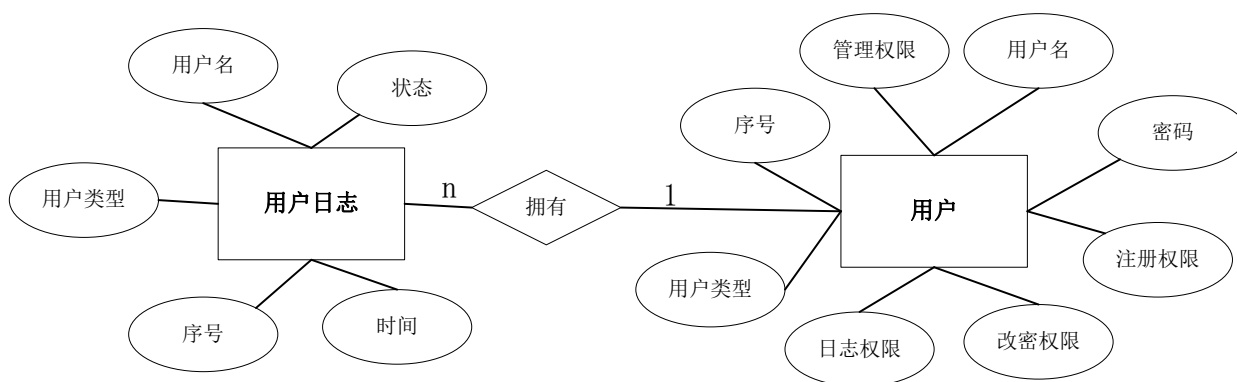 管理权限
用户名
用户名
状态
序号
密码
用户类型
用户日志
n
拥有
1
用户
注册权限
用户类型
序号
时间
日志权限
改密权限